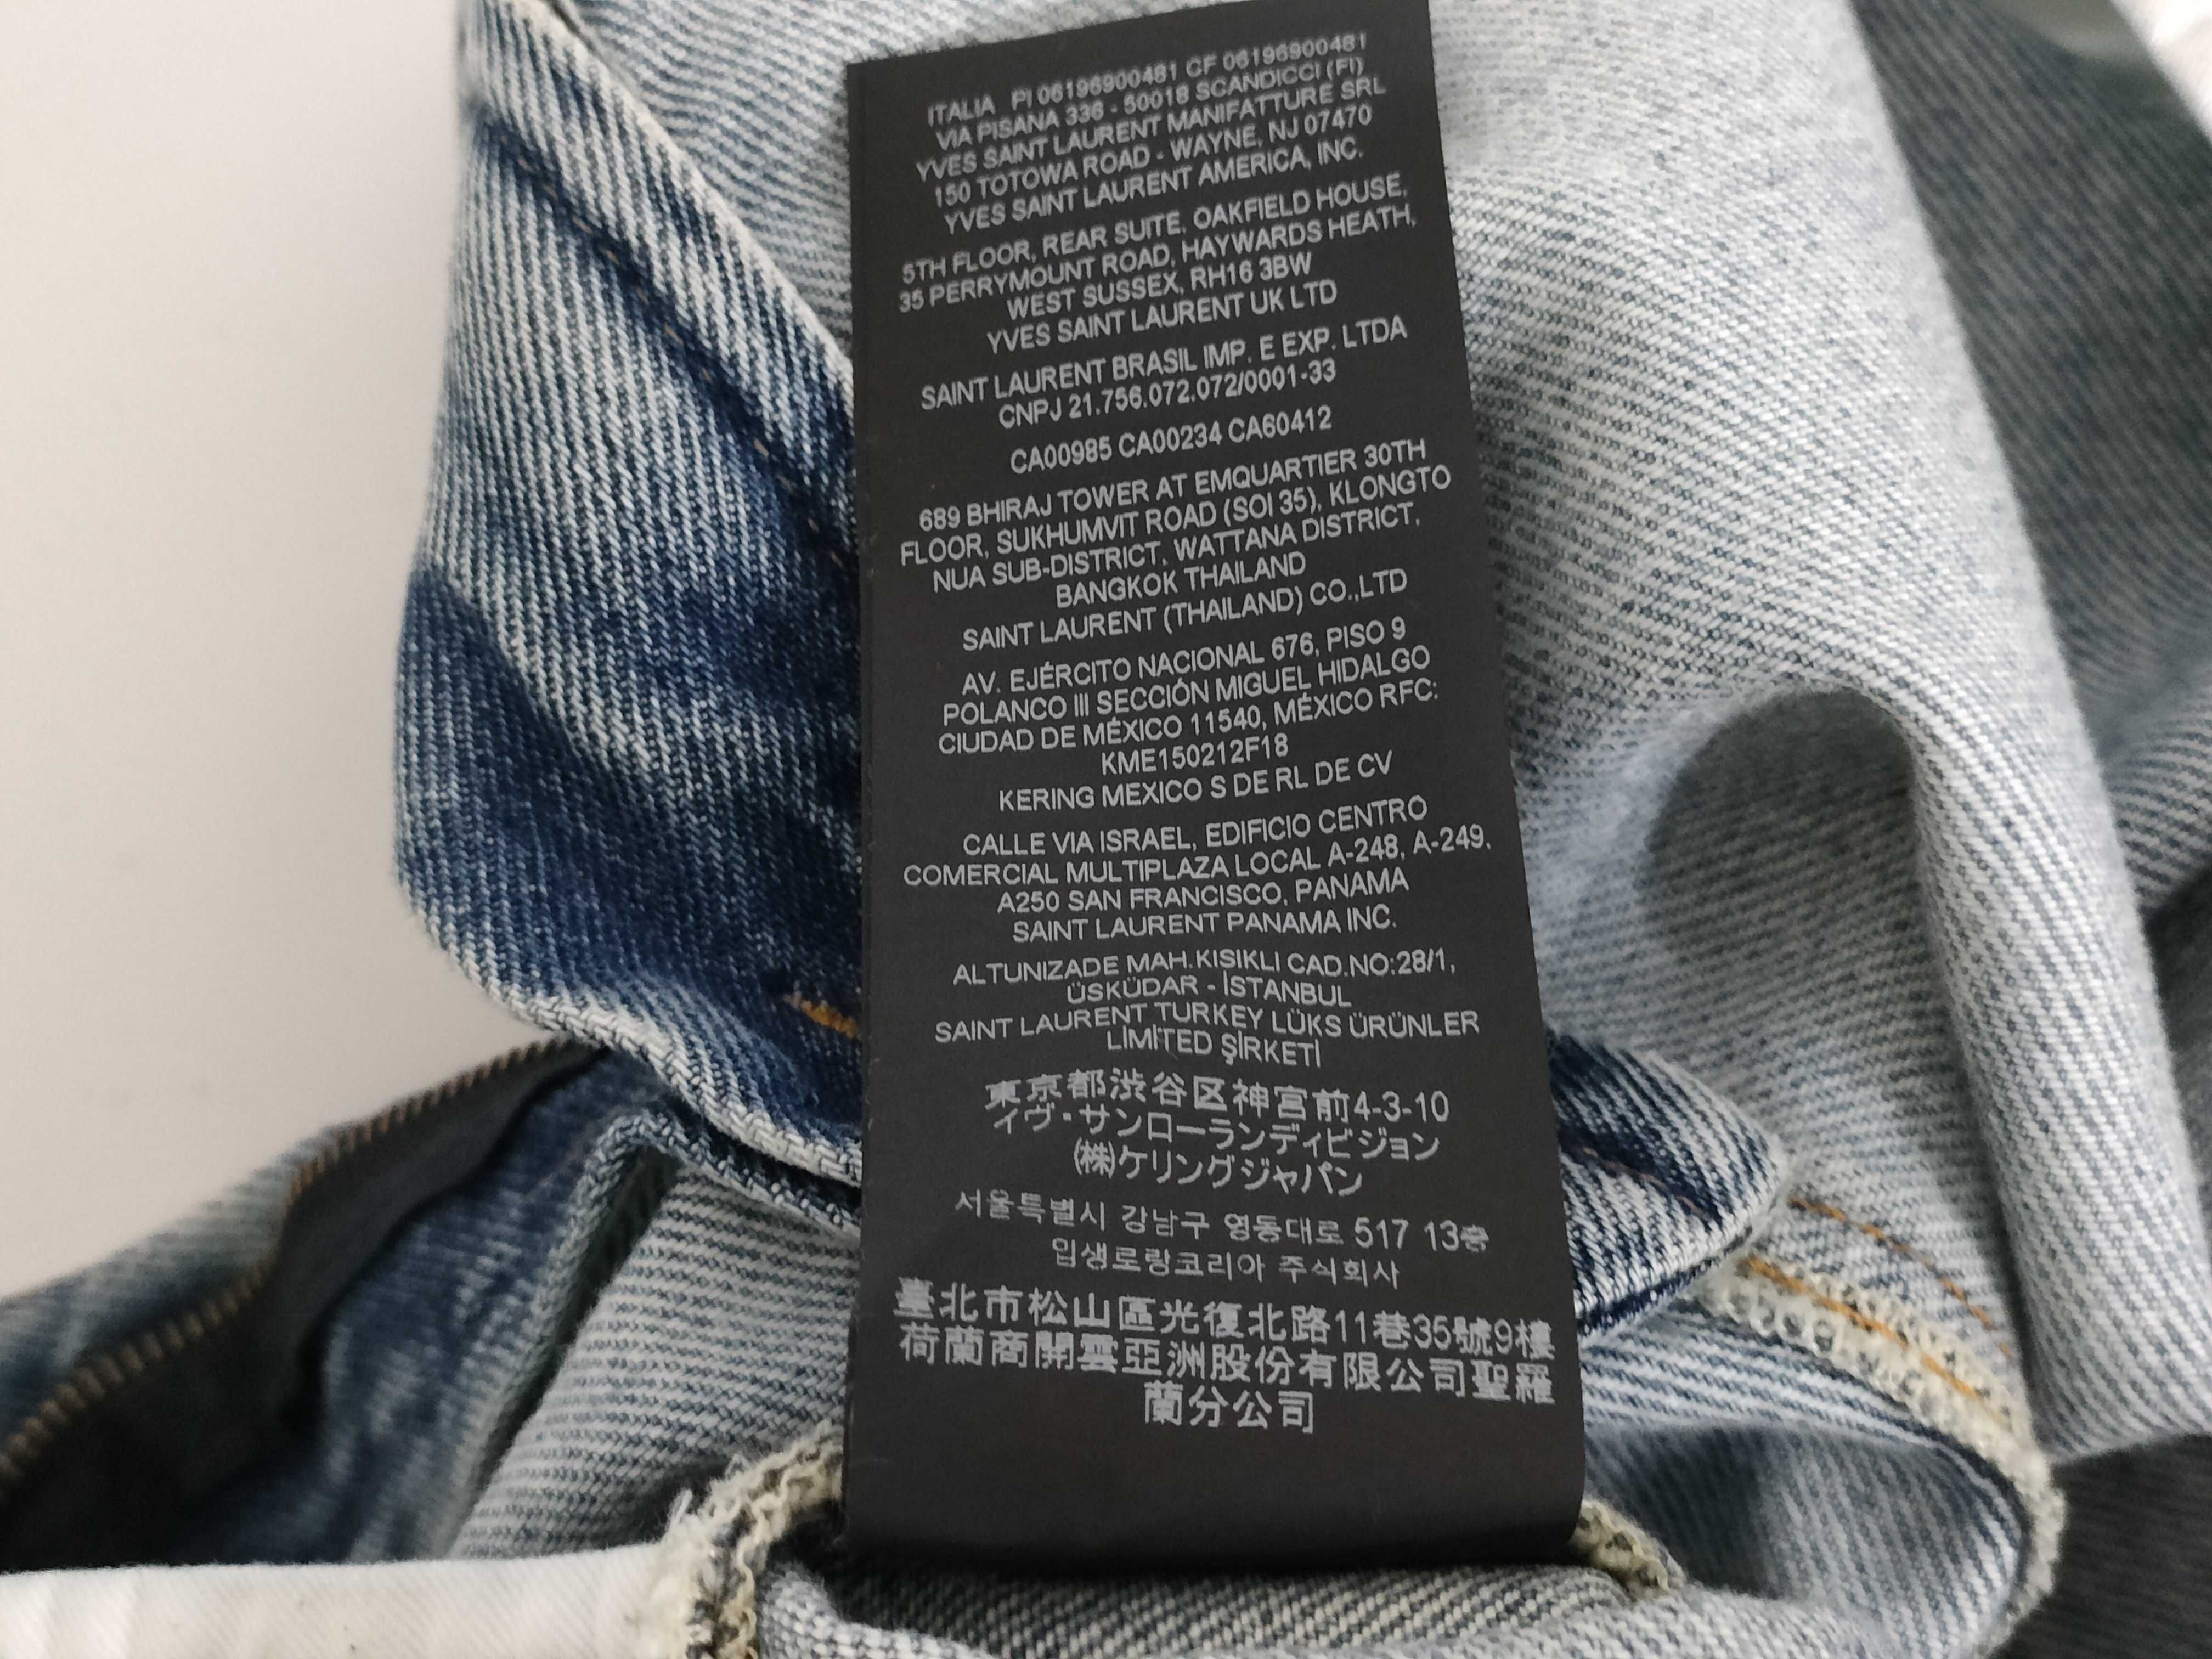 ITALIA PI 06196900481 CF 06196900481
VIA PISANA 336 - 50018 SCANDICCI (FI)
YVES SAINT LAURENT MANIFATTURE SRL
150 TOTOWA ROAD - WAYNE, NJ 07470
YVES SAINT LAURENT AMERICA, INC.
5TH FLOOR, REAR SUITE, OAKFIELD HOUSE,
35 PERRYMOUNT ROAD, HAYWARDS HEATH,
WEST SUSSEX, RH16 3BW
YVES SAINT LAURENT UK LTD
SAINT LAURENT BRASIL IMP. E EXP. LTDA
CNPJ 21.756.072.072/0001-33
CA00985 CA00234 CA60412
689 BHIRAJ TOWER AT EMQUARTIER 30TH
FLOOR, SUKHUMVIT ROAD (SOI 35), KLONGTO
NUA SUB-DISTRICT, WATTANA DISTRICT,
BANGKOK THAILAND
SAINT LAURENT (THAILAND) CO.,LTD
AV. EJÉRCITO NACIONAL 676, PISO 9
POLANCO III SECCIÓN MIGUEL HIDALGO
CIUDAD DE MÉXICO 11540, MÉXICO RFC:
KME150212F18
KERING MEXICO S DE RL DE CV
CALLE VIA ISRAEL, EDIFICIO CENTRO
COMERCIAL MULTIPLAZA LOCAL A-248, A-249,
A250 SAN FRANCISCO, PANAMA
SAINT LAURENT PANAMA INC.
ALTUNIZADE MAH.KISIKLI CAD.NO:28/1,
ÜSKÜDAR - İSTANBUL
SAINT LAURENT TURKEY LÜKS ÜRÜNLER
LİMİTED ŞİRKETİ
東京都渋谷区神宮前4-3-10
イヴ・サンローランディビジョン
(株)ケリングジャパン
서울특별시 강남구 영동대로 517 13층
입생로랑코리아 주식회사
臺北市松山區光復北路11巷35號9樓
荷蘭商開雲亞洲股份有限公司聖羅
蘭分公司